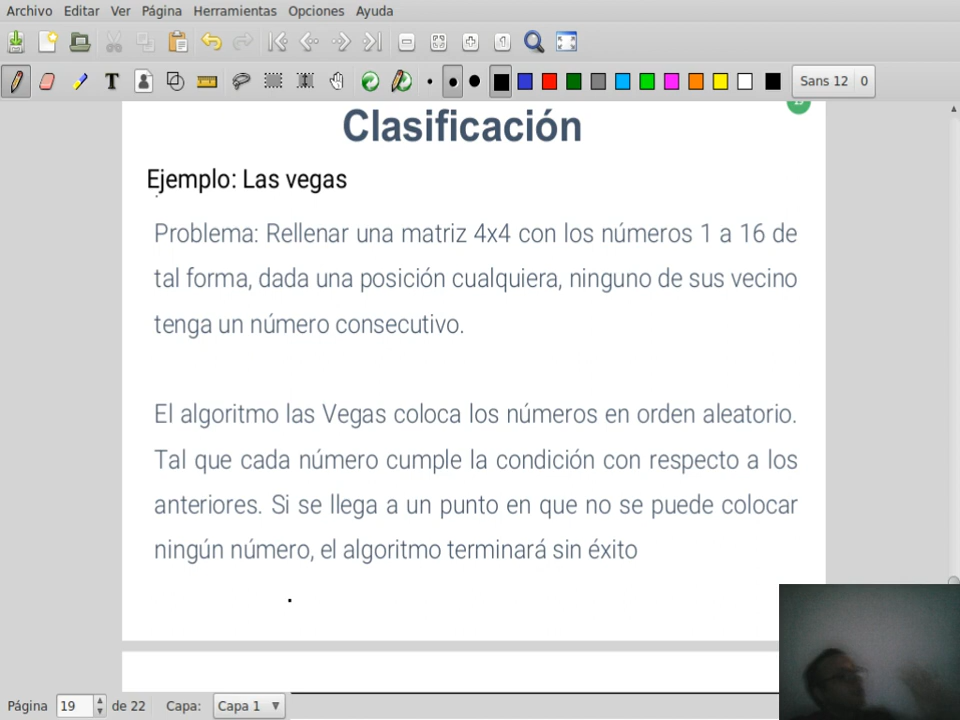 Archivo Editar Ver Página Herramientas Opciones Ayuda
Sans 12 0
Clasificación
Ejemplo: Las vegas
Problema: Rellenar una matriz 4x4 con los números 1 a 16 de
tal forma, dada una posición cualquiera, ninguno de sus vecino
tenga un número consecutivo.
El algoritmo las Vegas coloca los números en orden aleatorio.
Tal que cada número cumple la condición con respecto a los
anteriores. Si se llega a un punto en que no se puede colocar
ningún número, el algoritmo terminará sin éxito
Página 19 de 22 Capa: Capa 1